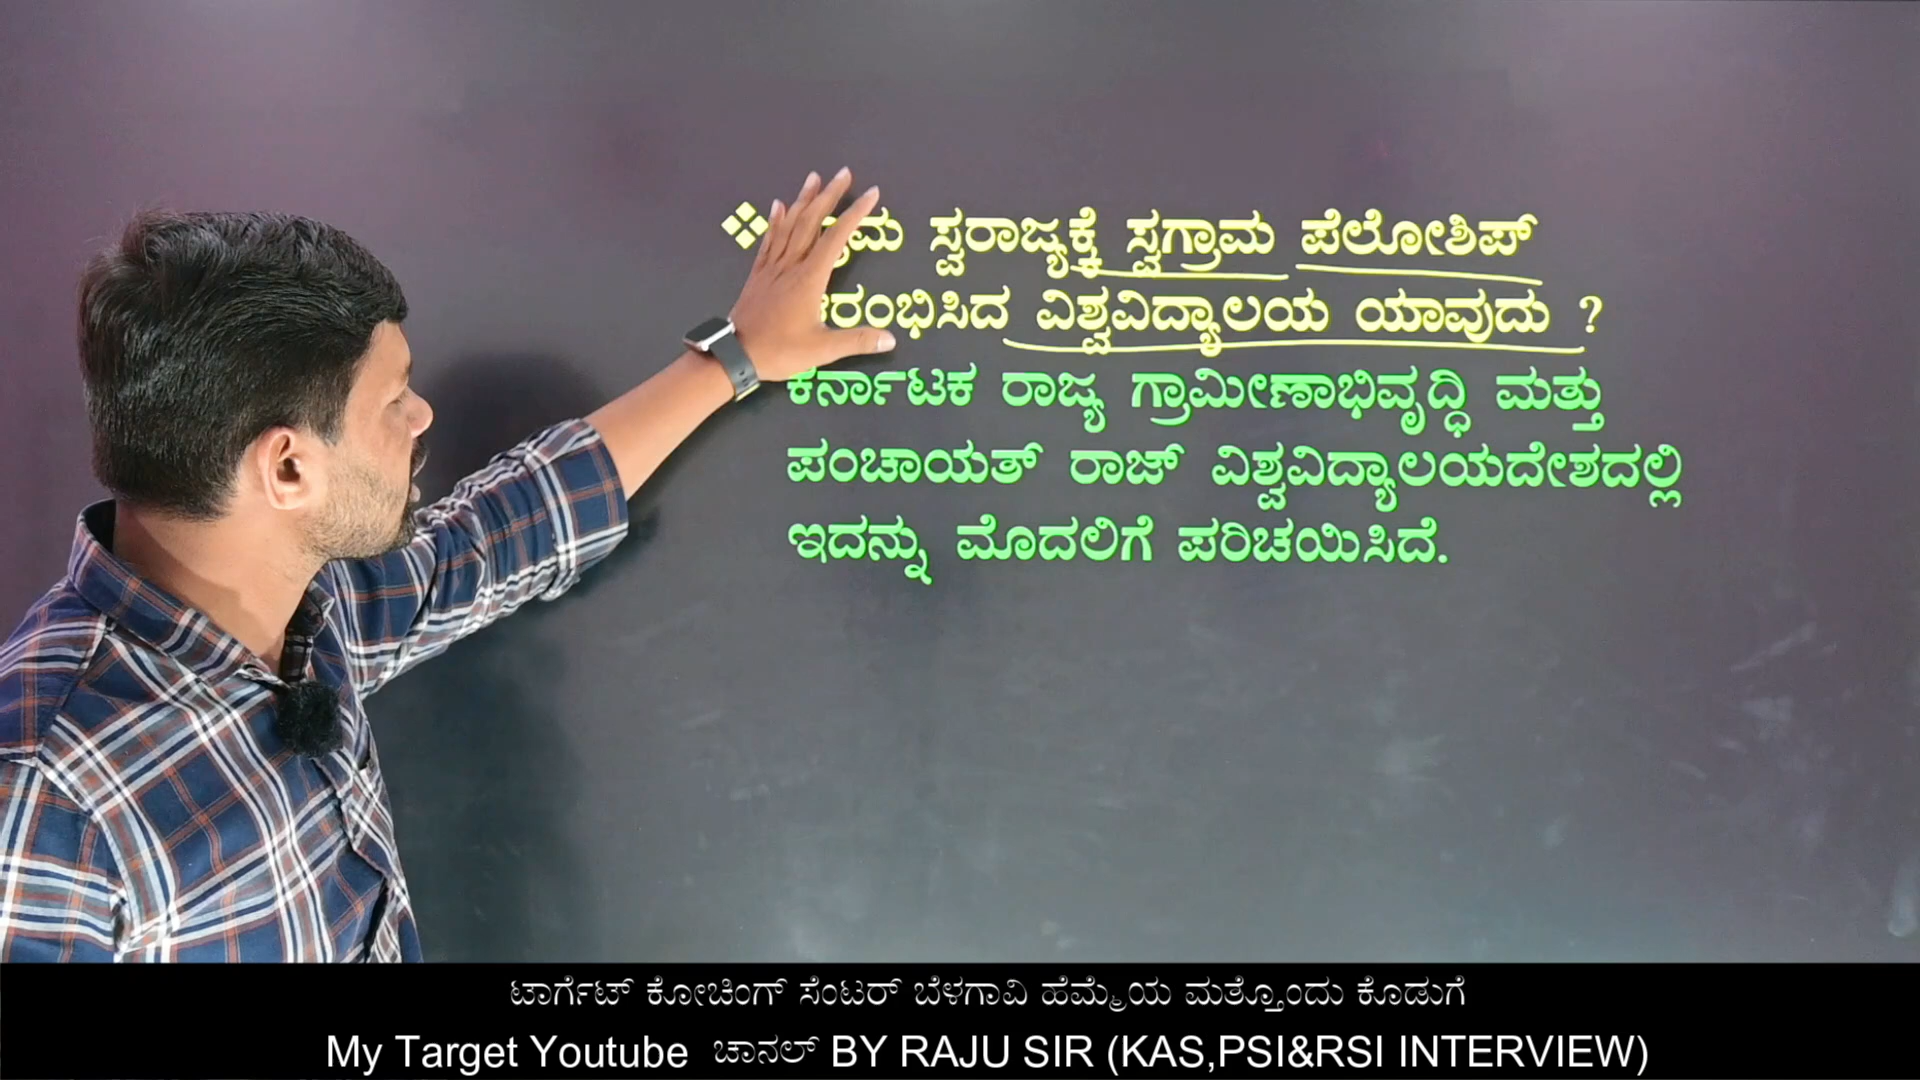 ಸ್ವರಾಜ್ಯಕ್ಕೆ ಸ್ವಗ್ರಾಮ ಪೆಲೋಶಿಪ್
ವಿಶ್ವವಿದ್ಯಾಲಯ ಯಾವುದು ?
ಕರ್ನಾಟಕ ರಾಜ್ಯ ಗ್ರಾಮೀಣಾಭಿವೃದ್ಧಿ ಮತ್ತು
ಪಂಚಾಯತ್ ರಾಜ್ ವಿಶ್ವವಿದ್ಯಾಲಯದೇಶದಲ್ಲಿ
ಇದನ್ನು ಮೊದಲಿಗೆ ಪರಿಚಯಿಸಿದೆ.
ಟಾರ್ಗೆಟ್ ಕೋಚಿಂಗ್ ಸೆಂಟರ್ ಬೆಳಗಾವಿ ಹೆಮ್ಮೆಯ ಮತ್ತೊಂದು ಕೊಡುಗೆ
My Target Youtube ಚಾನಲ್ BY RAJU SIR (KAS,PSI&RSI INTERVIEW)